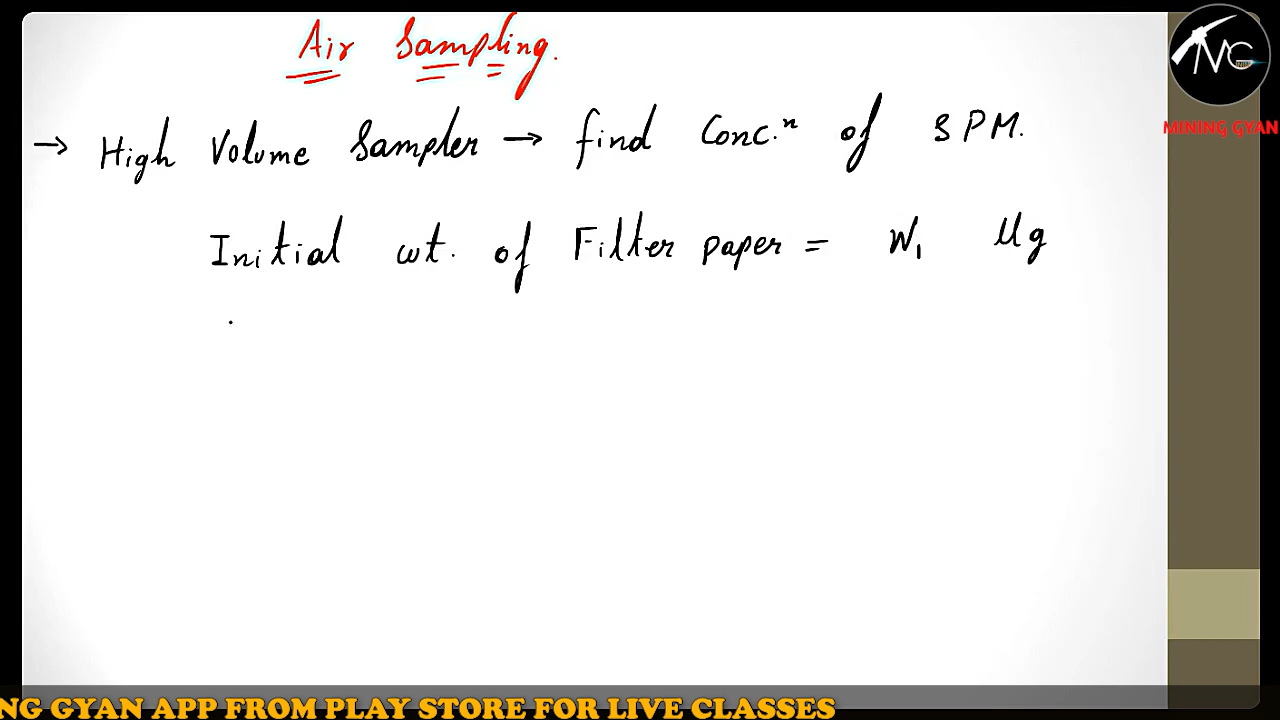 Air Sampling.
MG
MINING GYAN
→ High Volume Sampler → find Conc.ⁿ of SPM.
Initial wt. of Filter paper = W₁ Ug
NG GYAN APP FROM PLAY STORE FOR LIVE CLASSES